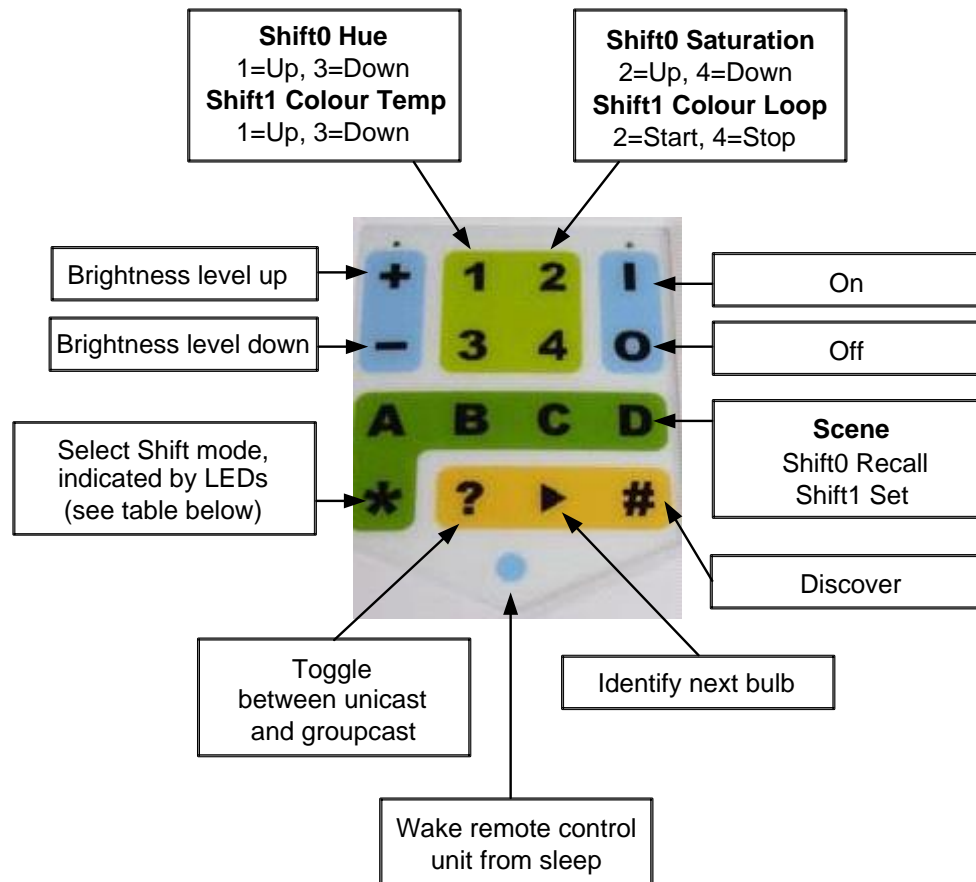 Shift0 Hue
1=Up, 3=Down
Shift1 Colour Temp
1=Up, 3=Down
Shift0 Saturation
2=Up, 4=Down
Shift1 Colour Loop
2=Start, 4=Stop
Brightness level up
+ 1 2 I
On
Brightness level down
− 3 4 O
Off
A B C D
Scene
Shift0 Recall
Shift1 Set
Select Shift mode,
indicated by LEDs
(see table below)
* ? ▶ #
Discover
Toggle
between unicast
and groupcast
Identify next bulb
Wake remote control
unit from sleep